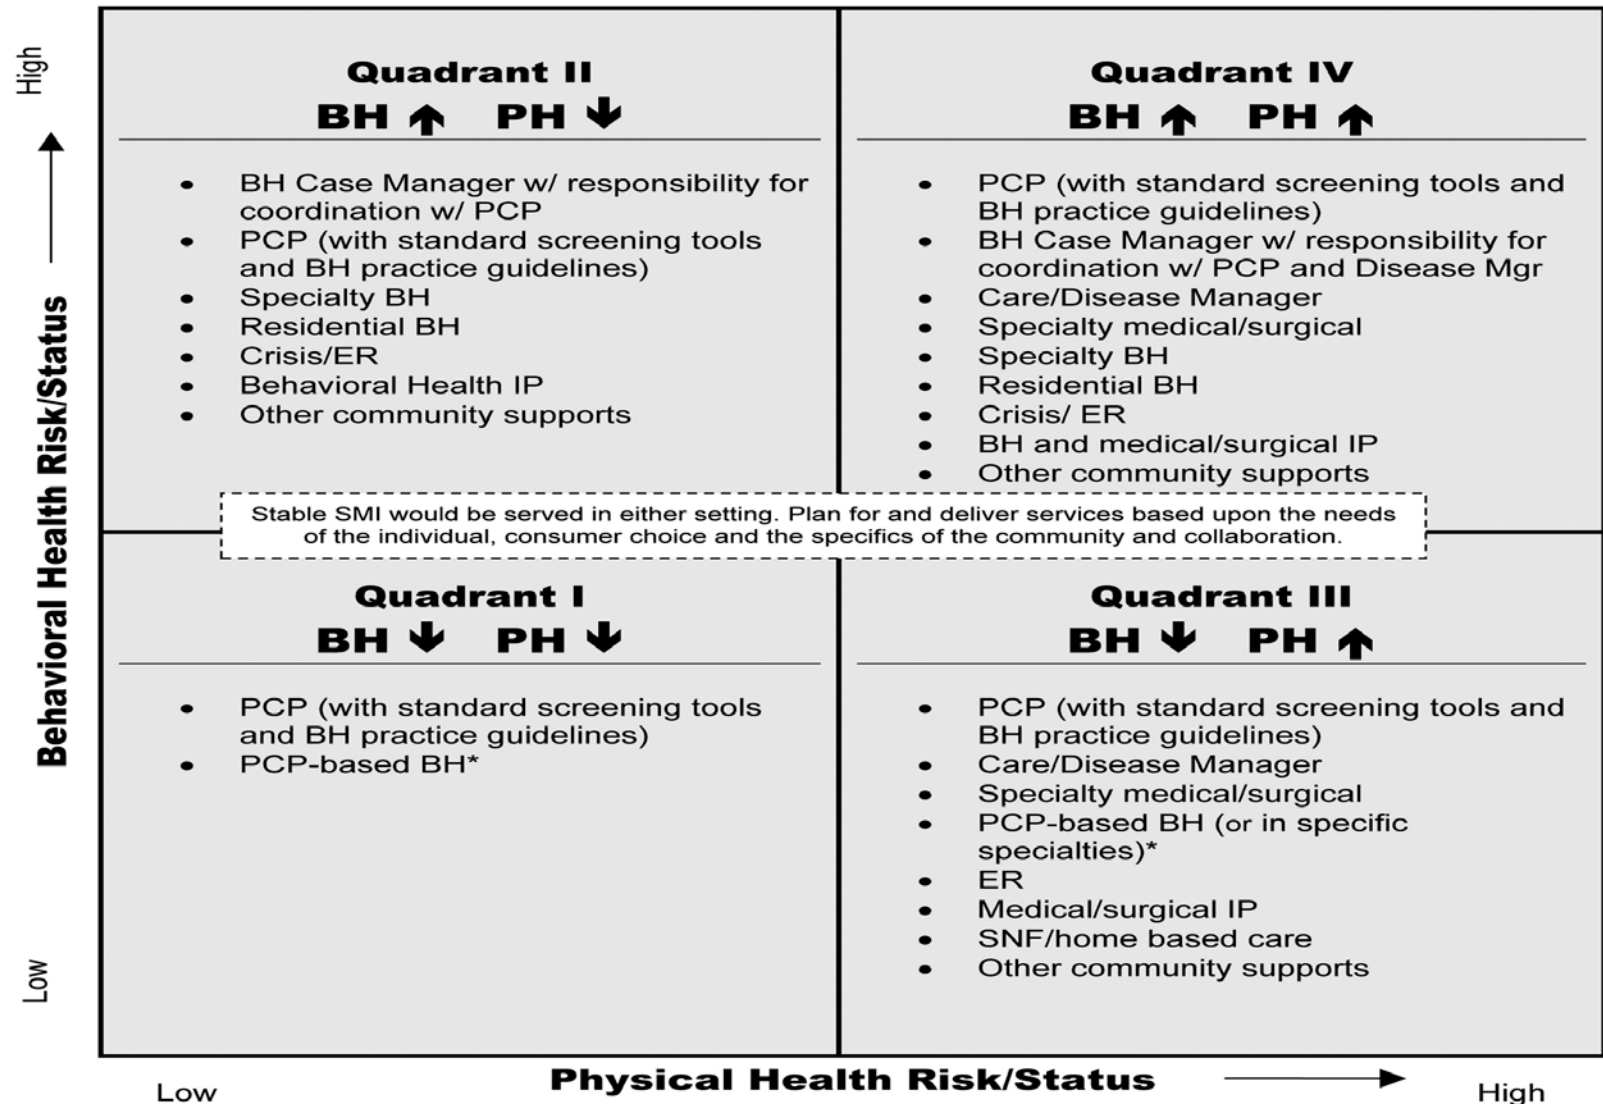 High
Behavioral Health Risk/Status
Low
Quadrant II
BH ↑ PH ↓
• BH Case Manager w/ responsibility for
coordination w/ PCP
• PCP (with standard screening tools
and BH practice guidelines)
• Specialty BH
• Residential BH
• Crisis/ER
• Behavioral Health IP
• Other community supports
Quadrant IV
BH ↑ PH ↑
• PCP (with standard screening tools and
BH practice guidelines)
• BH Case Manager w/ responsibility for
coordination w/ PCP and Disease Mgr
• Care/Disease Manager
• Specialty medical/surgical
• Specialty BH
• Residential BH
• Crisis/ ER
• BH and medical/surgical IP
• Other community supports
Stable SMI would be served in either setting. Plan for and deliver services based upon the needs
of the individual, consumer choice and the specifics of the community and collaboration.
Quadrant I
BH ↓ PH ↓
• PCP (with standard screening tools
and BH practice guidelines)
• PCP-based BH*
Quadrant III
BH ↓ PH ↑
• PCP (with standard screening tools and
BH practice guidelines)
• Care/Disease Manager
• Specialty medical/surgical
• PCP-based BH (or in specific
specialties)*
• ER
• Medical/surgical IP
• SNF/home based care
• Other community supports
Low
Physical Health Risk/Status
High